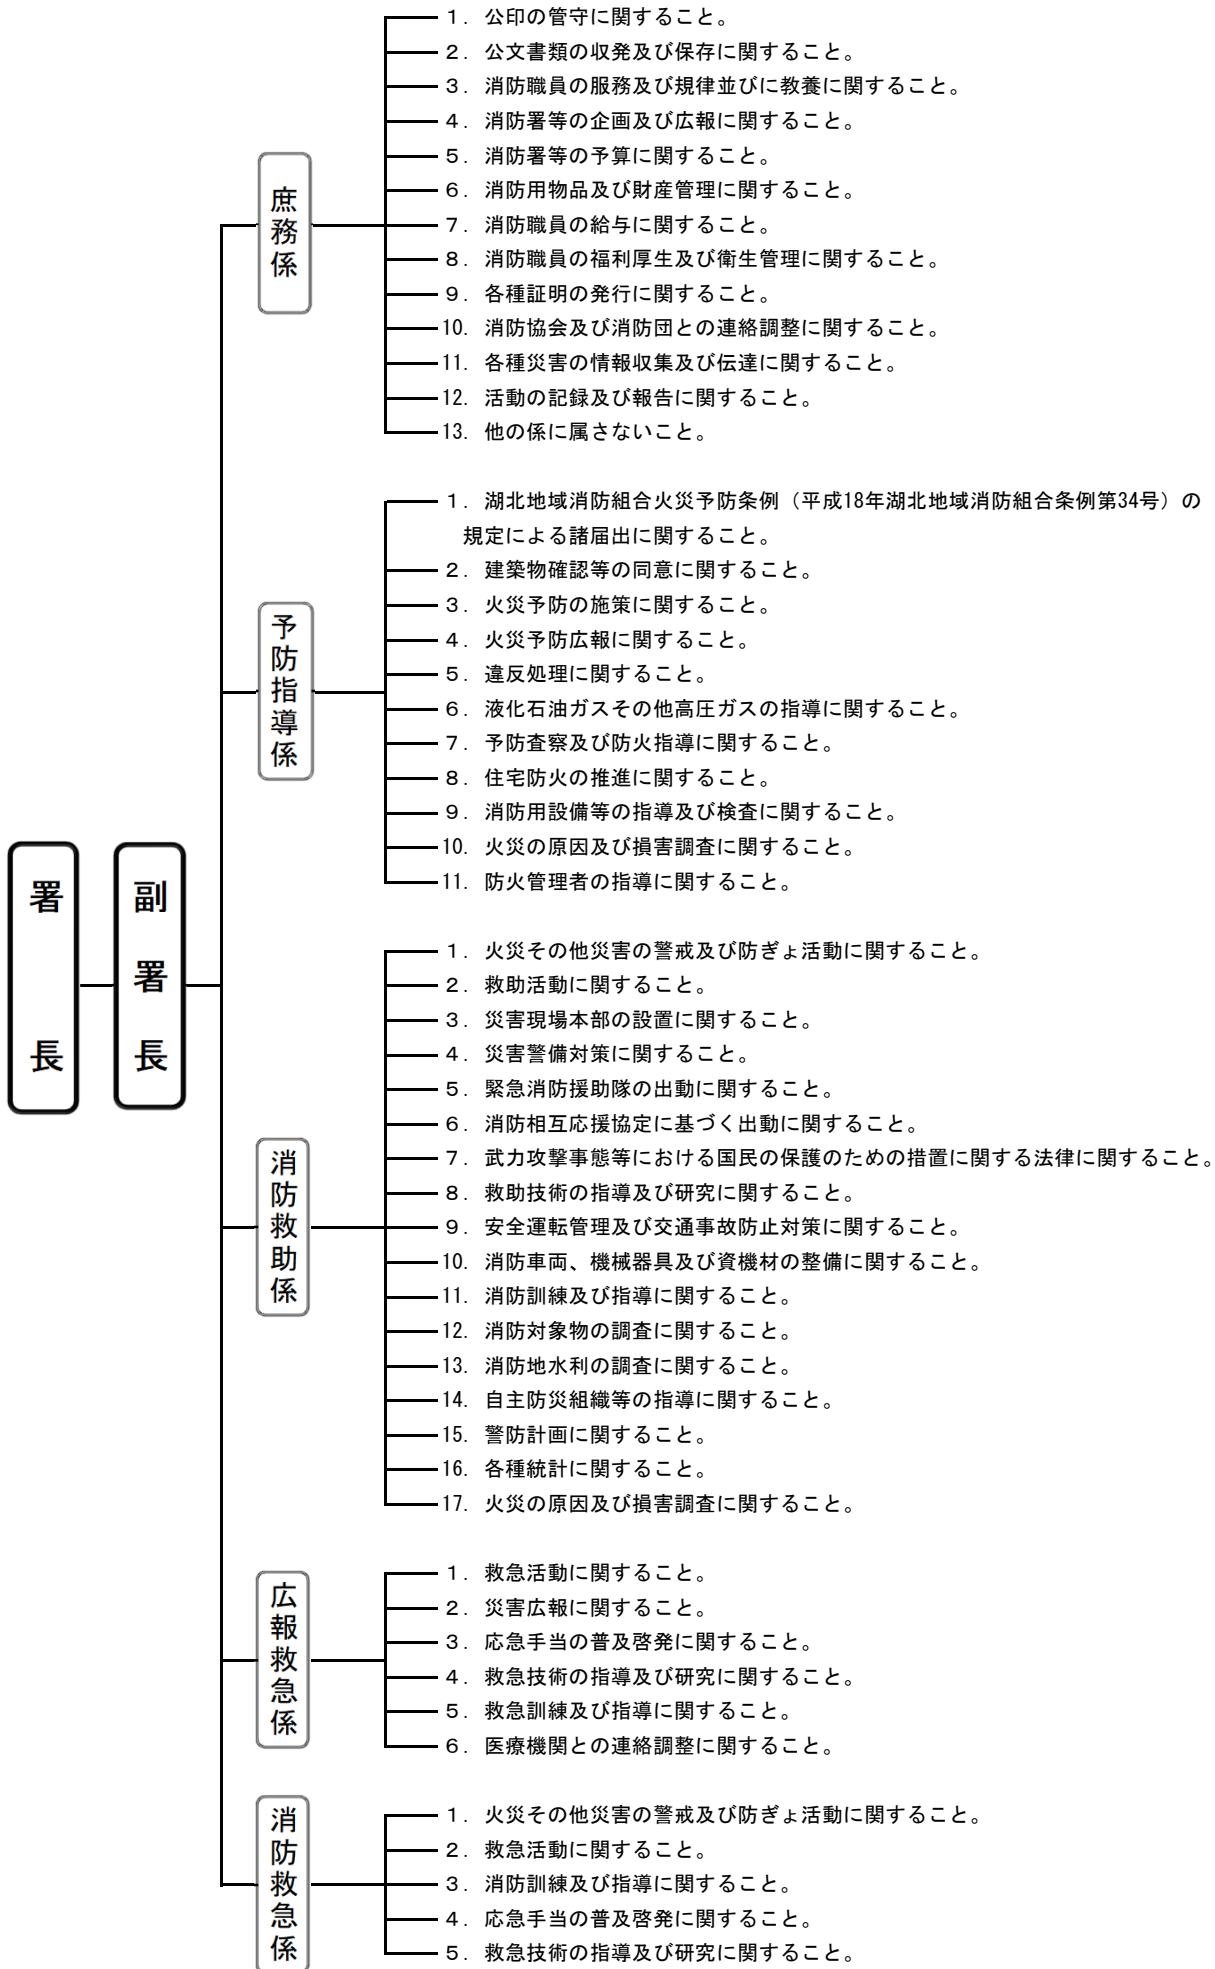 署長
副署長
庶務係
１．公印の管守に関すること。
２．公文書類の収発及び保存に関すること。
３．消防職員の服務及び規律並びに教養に関すること。
４．消防署等の企画及び広報に関すること。
５．消防署等の予算に関すること。
６．消防用物品及び財産管理に関すること。
７．消防職員の給与に関すること。
８．消防職員の福利厚生及び衛生管理に関すること。
９．各種証明の発行に関すること。
10．消防協会及び消防団との連絡調整に関すること。
11．各種災害の情報収集及び伝達に関すること。
12．活動の記録及び報告に関すること。
13．他の係に属さないこと。
予防指導係
１．湖北地域消防組合火災予防条例（平成18年湖北地域消防組合条例第34号）の
規定による諸届出に関すること。
２．建築物確認等の同意に関すること。
３．火災予防の施策に関すること。
４．火災予防広報に関すること。
５．違反処理に関すること。
６．液化石油ガスその他高圧ガスの指導に関すること。
７．予防査察及び防火指導に関すること。
８．住宅防火の推進に関すること。
９．消防用設備等の指導及び検査に関すること。
10．火災の原因及び損害調査に関すること。
11．防火管理者の指導に関すること。
消防救助係
１．火災その他災害の警戒及び防ぎょ活動に関すること。
２．救助活動に関すること。
３．災害現場本部の設置に関すること。
４．災害警備対策に関すること。
５．緊急消防援助隊の出動に関すること。
６．消防相互応援協定に基づく出動に関すること。
７．武力攻撃事態等における国民の保護のための措置に関する法律に関すること。
８．救助技術の指導及び研究に関すること。
９．安全運転管理及び交通事故防止対策に関すること。
10．消防車両、機械器具及び資機材の整備に関すること。
11．消防訓練及び指導に関すること。
12．消防対象物の調査に関すること。
13．消防地水利の調査に関すること。
14．自主防災組織等の指導に関すること。
15．警防計画に関すること。
16．各種統計に関すること。
17．火災の原因及び損害調査に関すること。
広報救急係
１．救急活動に関すること。
２．災害広報に関すること。
３．応急手当の普及啓発に関すること。
４．救急技術の指導及び研究に関すること。
５．救急訓練及び指導に関すること。
６．医療機関との連絡調整に関すること。
消防救急係
１．火災その他災害の警戒及び防ぎょ活動に関すること。
２．救急活動に関すること。
３．消防訓練及び指導に関すること。
４．応急手当の普及啓発に関すること。
５．救急技術の指導及び研究に関すること。